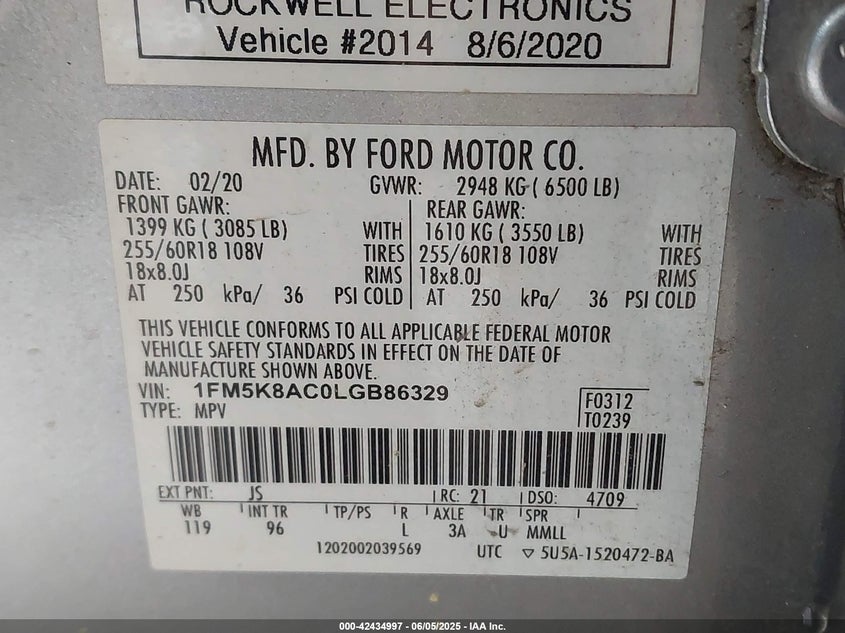 ROCKWELL ELECTRONICS
Vehicle #2014 8/6/2020
MFD. BY FORD MOTOR CO.
DATE: 02/20 GVWR: 2948 KG ( 6500 LB)
FRONT GAWR: REAR GAWR:
1399 KG ( 3085 LB) WITH 1610 KG ( 3550 LB) WITH
255/60R18 108V TIRES 255/60R18 108V TIRES
18x8.0J RIMS 18x8.0J RIMS
AT 250 kPa/ 36 PSI COLD AT 250 kPa/ 36 PSI COLD
THIS VEHICLE CONFORMS TO ALL APPLICABLE FEDERAL MOTOR
VEHICLE SAFETY STANDARDS IN EFFECT ON THE DATE OF
MANUFACTURE SHOWN ABOVE.
VIN: 1FM5K8AC0LGB86329 F0312
TYPE: MPV T0239
EXT PNT: JS RC: 21 DSO: 4709
WB INT TR TP/PS R AXLE TR SPR
119 96 L 3A U MMLL
1202002039569 UTC ▽ 5U5A-1520472-BA
000-42434997 - 06/05/2025 - IAA Inc.